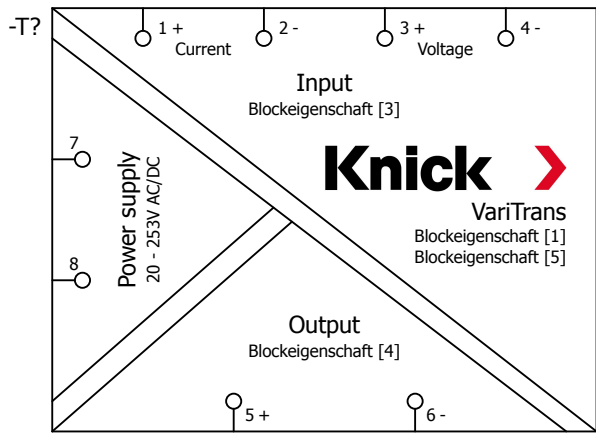 -T?
1 + 2 - 3 + 4 -
Current Voltage
Input
Blockeigenschaft [3]
Knick
VariTrans
Blockeigenschaft [1]
Blockeigenschaft [5]
7
8
Power supply
20 - 253V AC/DC
Output
Blockeigenschaft [4]
5 + 6 -